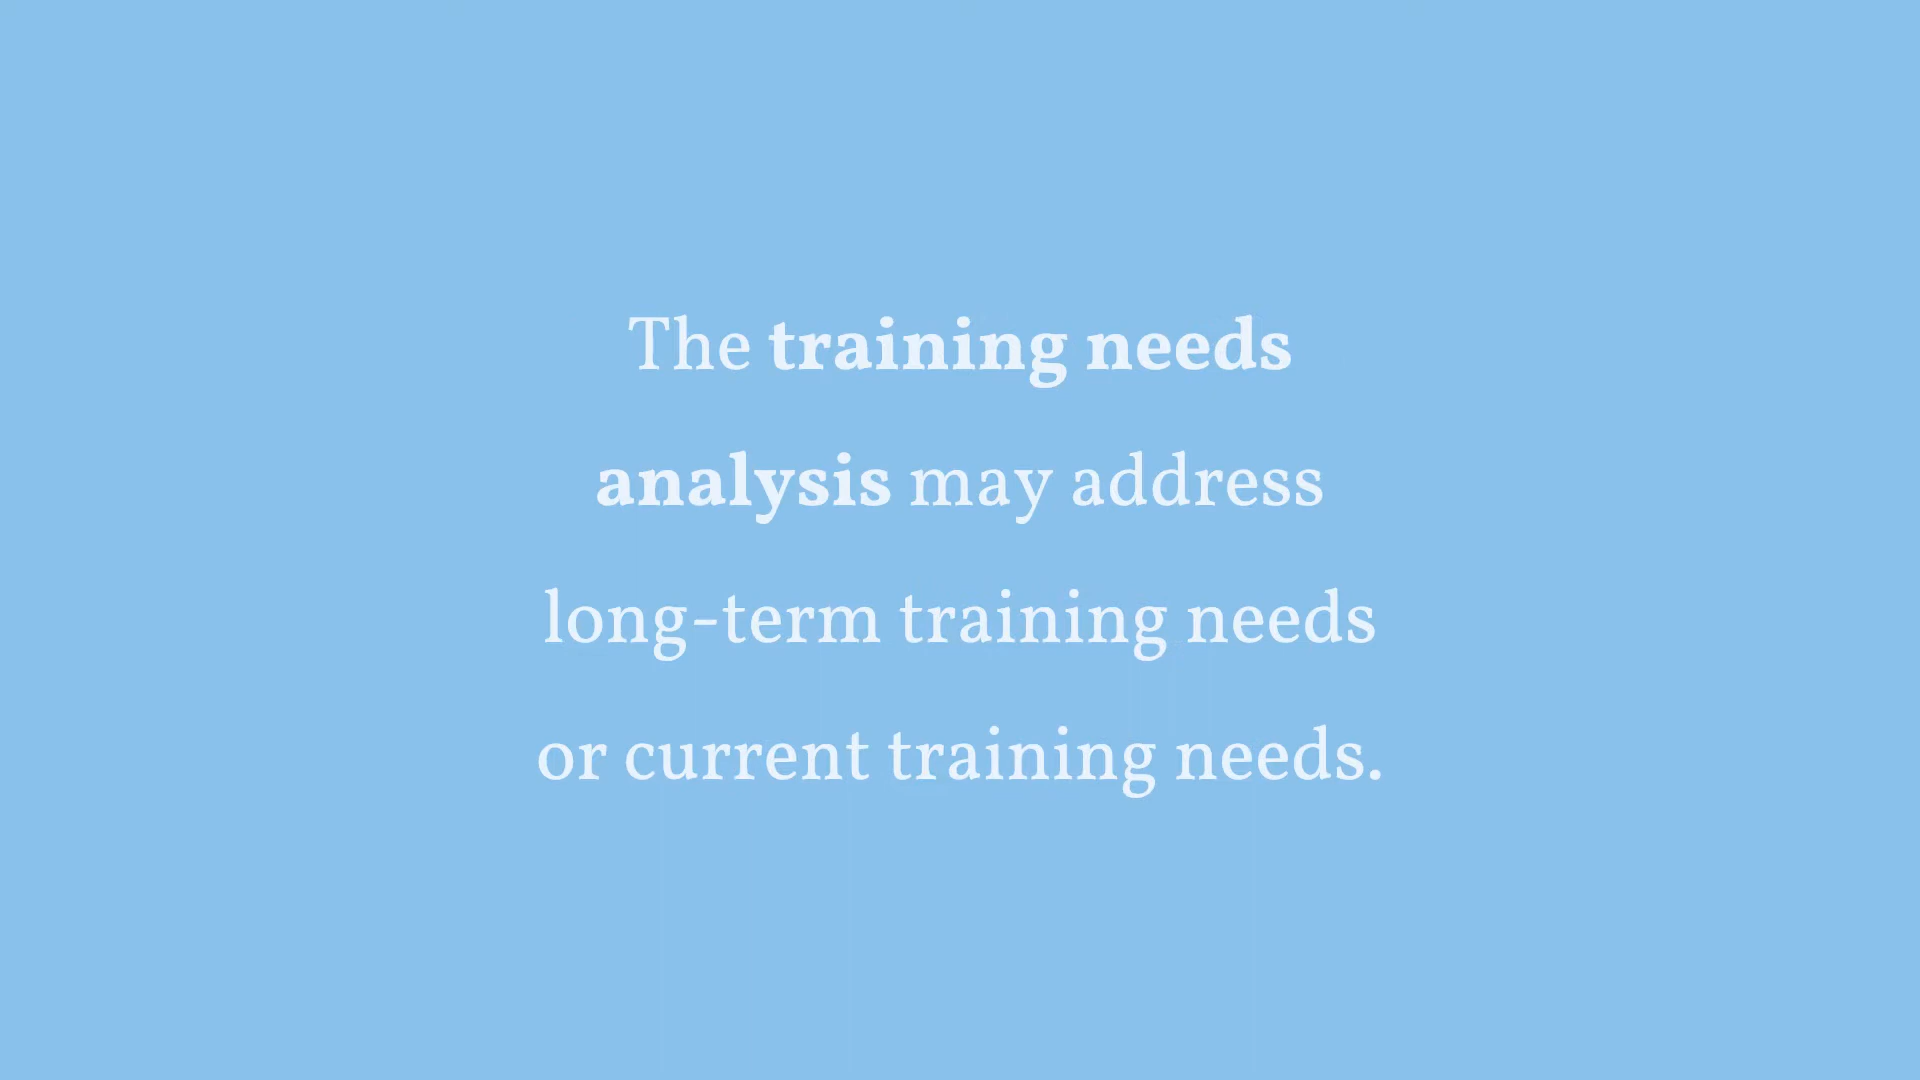 The training needs
analysis may address
long-term training needs
or current training needs.